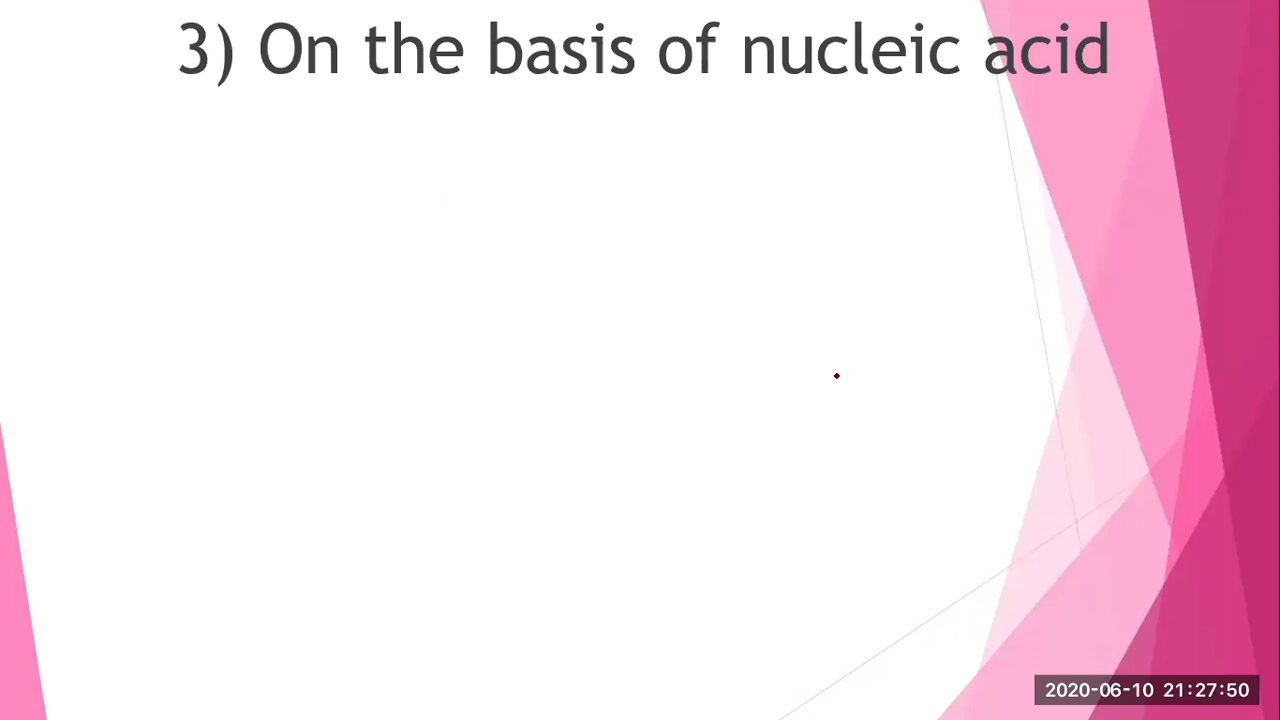 3) On the basis of nucleic acid
2020-06-10 21:27:50